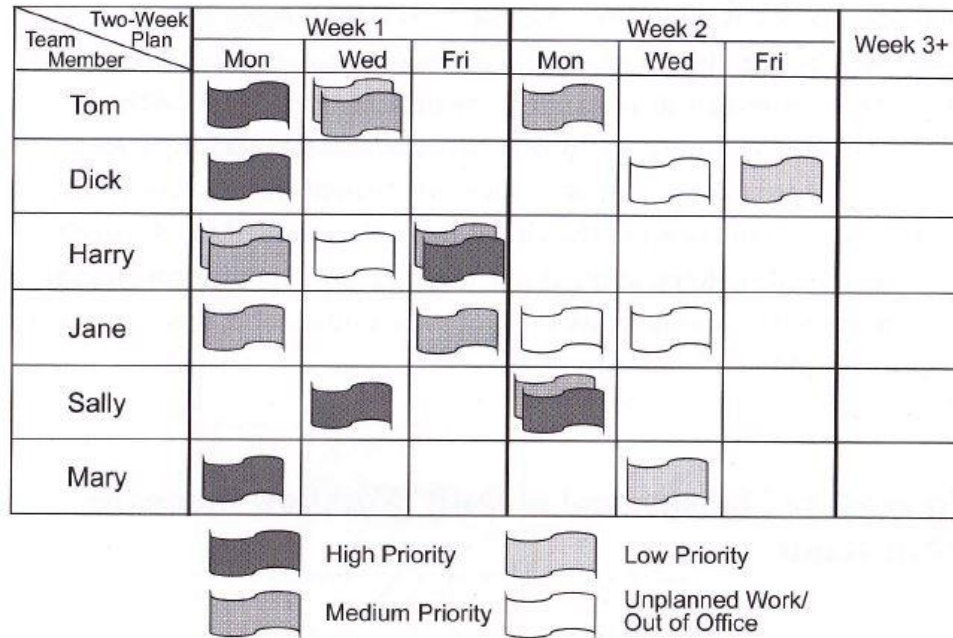 Two-Week
Plan
Team
Member
Week 1
Week 2
Week 3+
Mon
Wed
Fri
Mon
Wed
Fri
Tom
Dick
Harry
Jane
Sally
Mary
High Priority
Low Priority
Medium Priority
Unplanned Work/
Out of Office